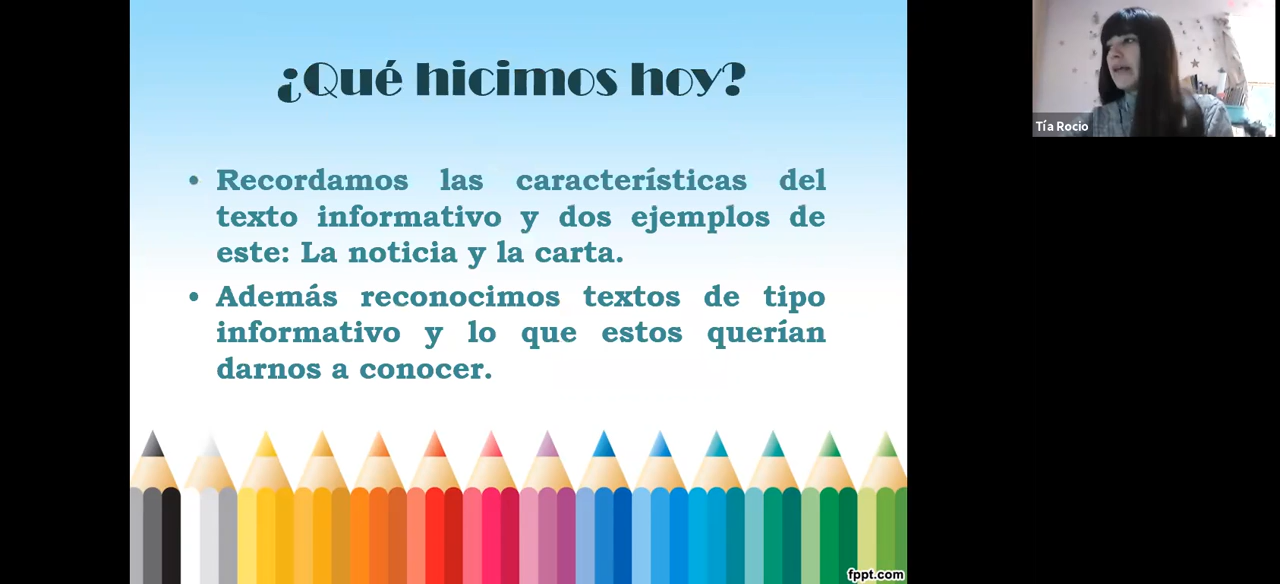 ¿Qué hicimos hoy?
• Recordamos las características del
texto informativo y dos ejemplos de
este: La noticia y la carta.
• Además reconocimos textos de tipo
informativo y lo que estos querían
darnos a conocer.
fppt.com
Tía Rocio